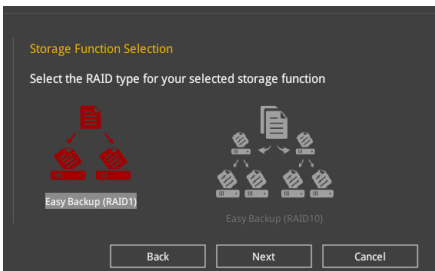 Storage Function Selection
Select the RAID type for your selected storage function
Easy Backup (RAID1)
Easy Backup (RAID10)
Back
Next
Cancel